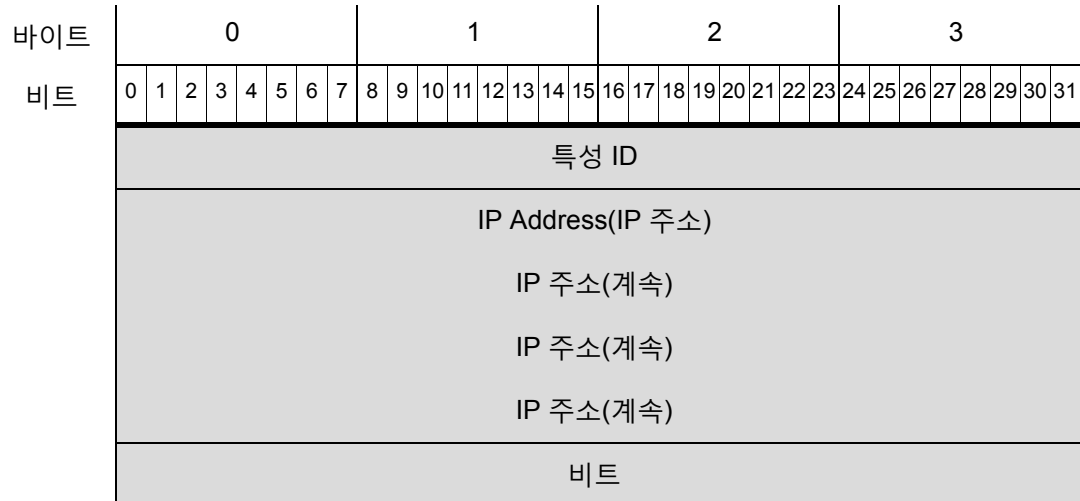 바이트 0 1 2 3
비트 0 1 2 3 4 5 6 7 8 9 10 11 12 13 14 15 16 17 18 19 20 21 22 23 24 25 26 27 28 29 30 31
특성 ID
IP Address(IP 주소)
IP 주소(계속)
IP 주소(계속)
IP 주소(계속)
비트